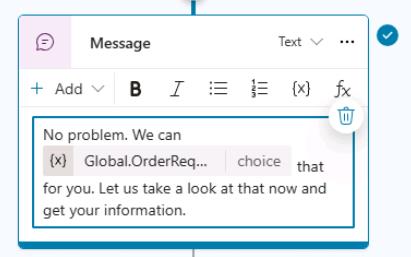 Message
Text
Add
B I {x} fx
No problem. We can
{x} Global.OrderReq... choice that
for you. Let us take a look at that now and
get your information.